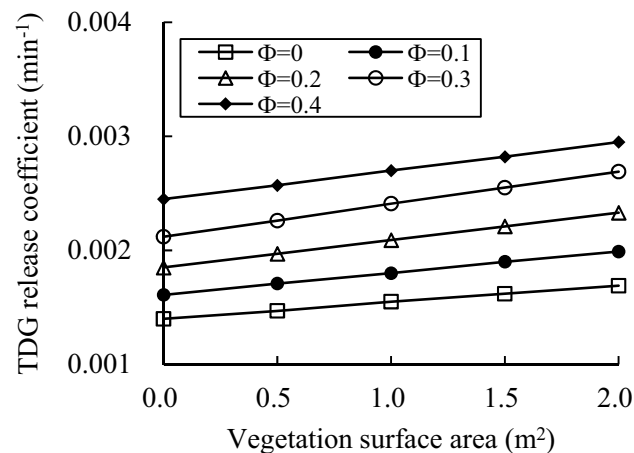 TDG release coefficient (min⁻¹)
0.004
0.003
0.002
0.001
Φ=0 Φ=0.1
Φ=0.2 Φ=0.3
Φ=0.4
0.0 0.5 1.0 1.5 2.0
Vegetation surface area (m²)